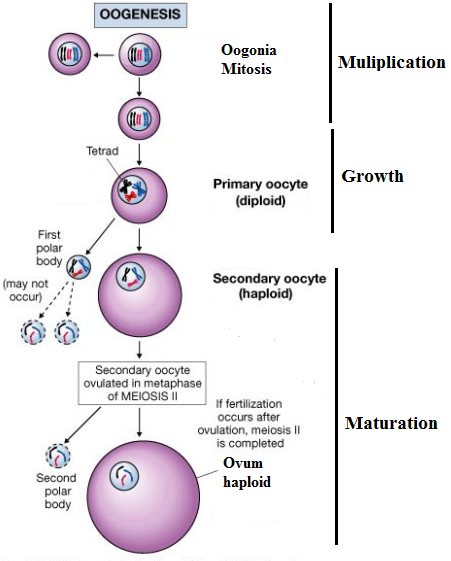 OOGENESIS
Oogonia
Mitosis
Muliplication
Tetrad
Primary oocyte
(diploid)
Growth
First
polar
body
(may not
occur)
Secondary oocyte
(haploid)
Secondary oocyte
ovulated in metaphase
of MEIOSIS II
If fertilization
occurs after
ovulation, meiosis II
is completed
Maturation
Second
polar
body
Ovum
haploid